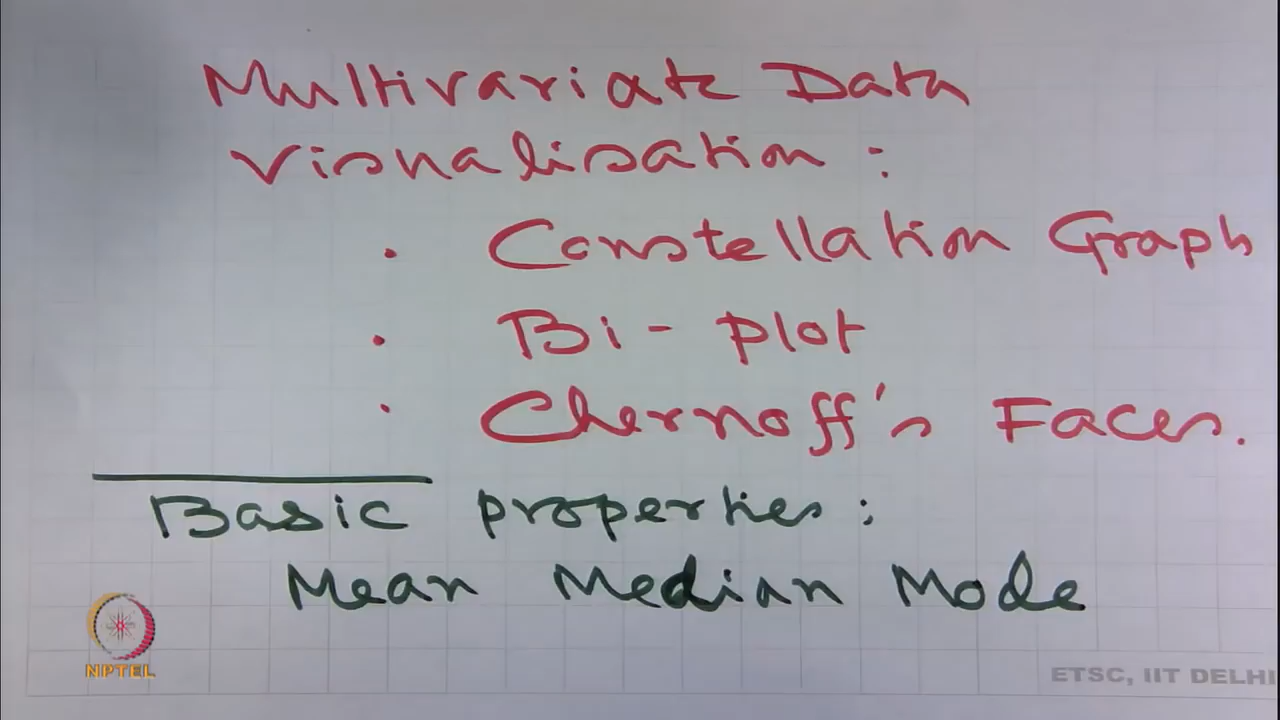 Multivariate Data
Visualisation :
• Constellation Graph
• Bi - plot
• Chernoff's Faces.
Basic properties :
Mean Median Mode
NPTEL
ETSC, IIT DELHI